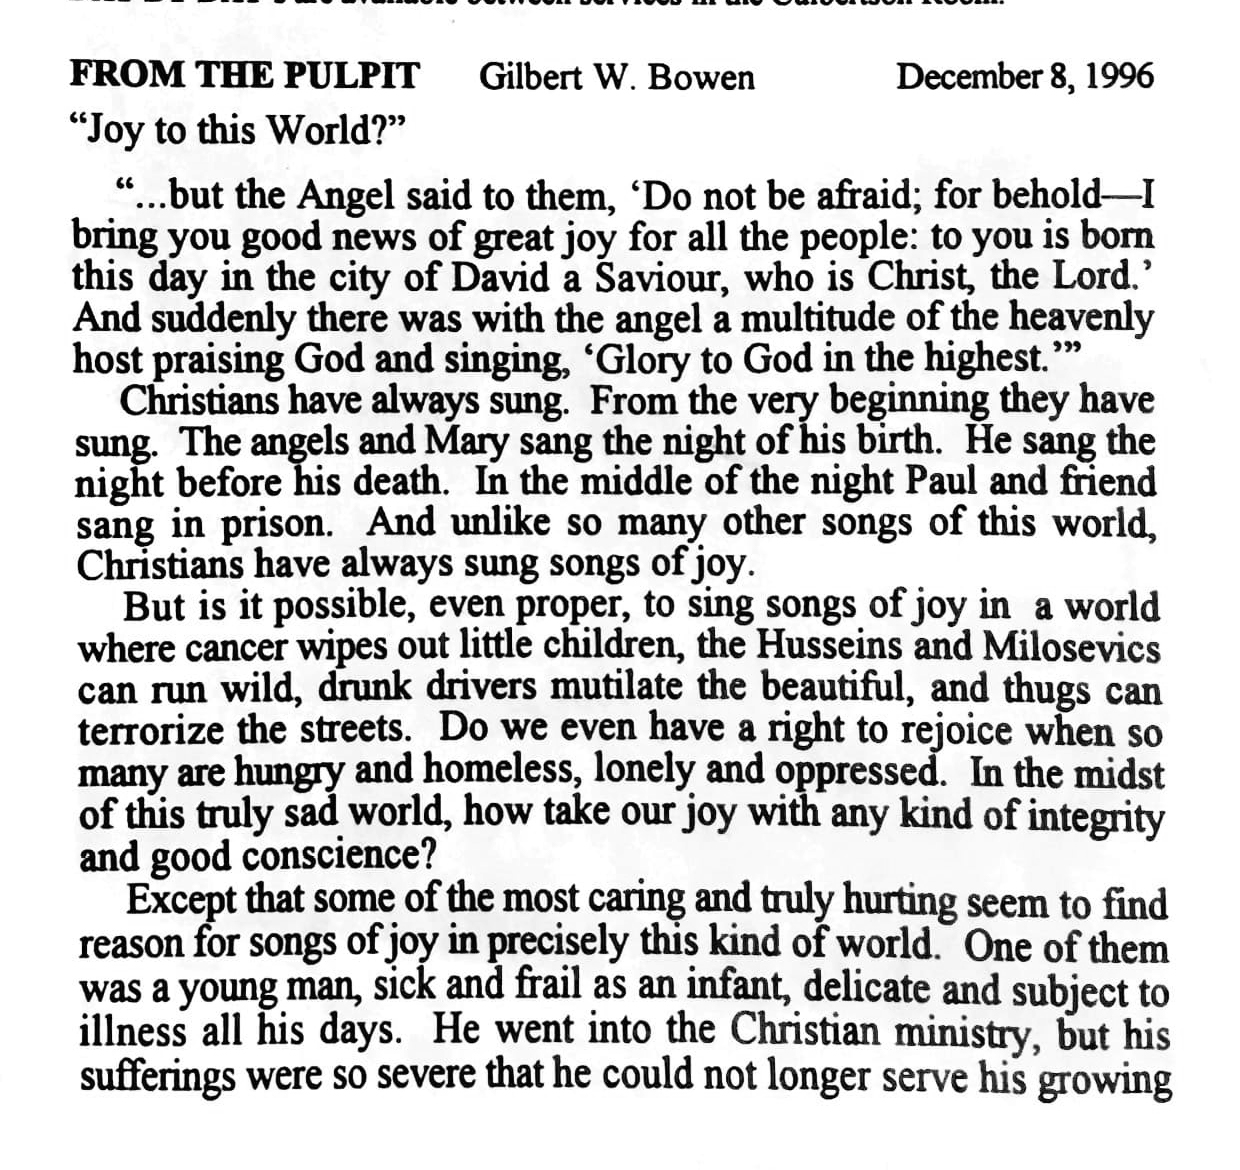 FROM THE PULPIT Gilbert W. Bowen December 8, 1996
“Joy to this World?”
“...but the Angel said to them, ‘Do not be afraid; for behold—I
bring you good news of great joy for all the people: to you is born
this day in the city of David a Saviour, who is Christ, the Lord.’
And suddenly there was with the angel a multitude of the heavenly
host praising God and singing, ‘Glory to God in the highest.’”
Christians have always sung. From the very beginning they have
sung. The angels and Mary sang the night of his birth. He sang the
night before his death. In the middle of the night Paul and friend
sang in prison. And unlike so many other songs of this world,
Christians have always sung songs of joy.
But is it possible, even proper, to sing songs of joy in a world
where cancer wipes out little children, the Husseins and Milosevics
can run wild, drunk drivers mutilate the beautiful, and thugs can
terrorize the streets. Do we even have a right to rejoice when so
many are hungry and homeless, lonely and oppressed. In the midst
of this truly sad world, how take our joy with any kind of integrity
and good conscience?
Except that some of the most caring and truly hurting seem to find
reason for songs of joy in precisely this kind of world. One of them
was a young man, sick and frail as an infant, delicate and subject to
illness all his days. He went into the Christian ministry, but his
sufferings were so severe that he could not longer serve his growing